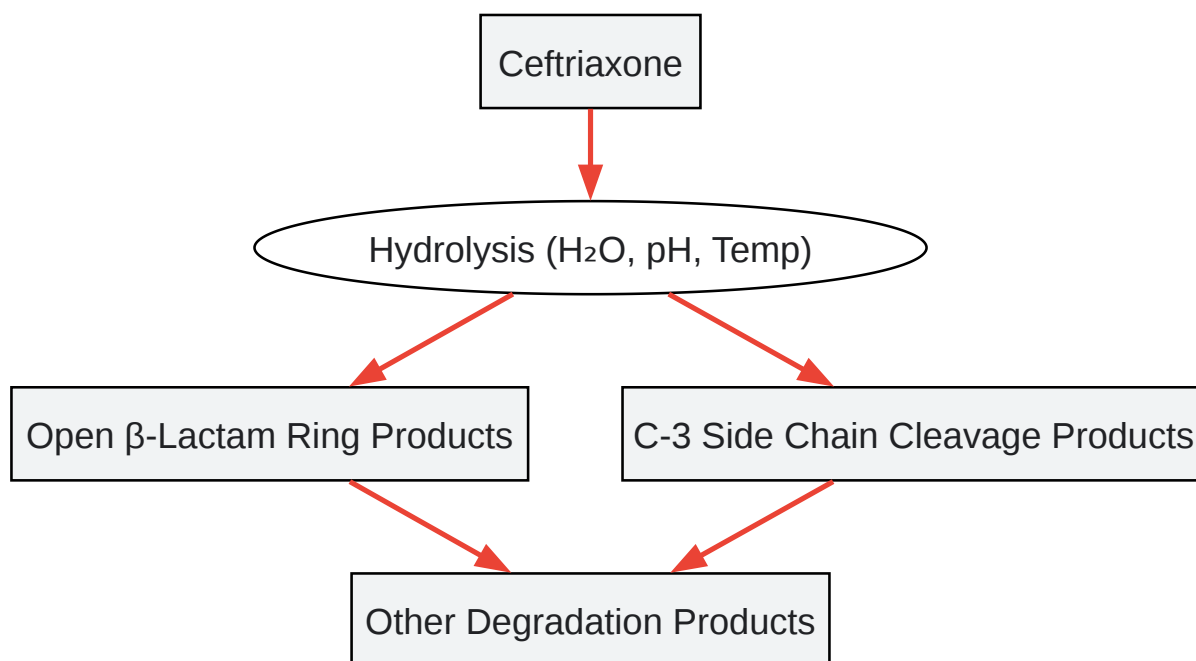 Ceftriaxone
Hydrolysis (H₂O, pH, Temp)
Open β-Lactam Ring Products
C-3 Side Chain Cleavage Products
Other Degradation Products